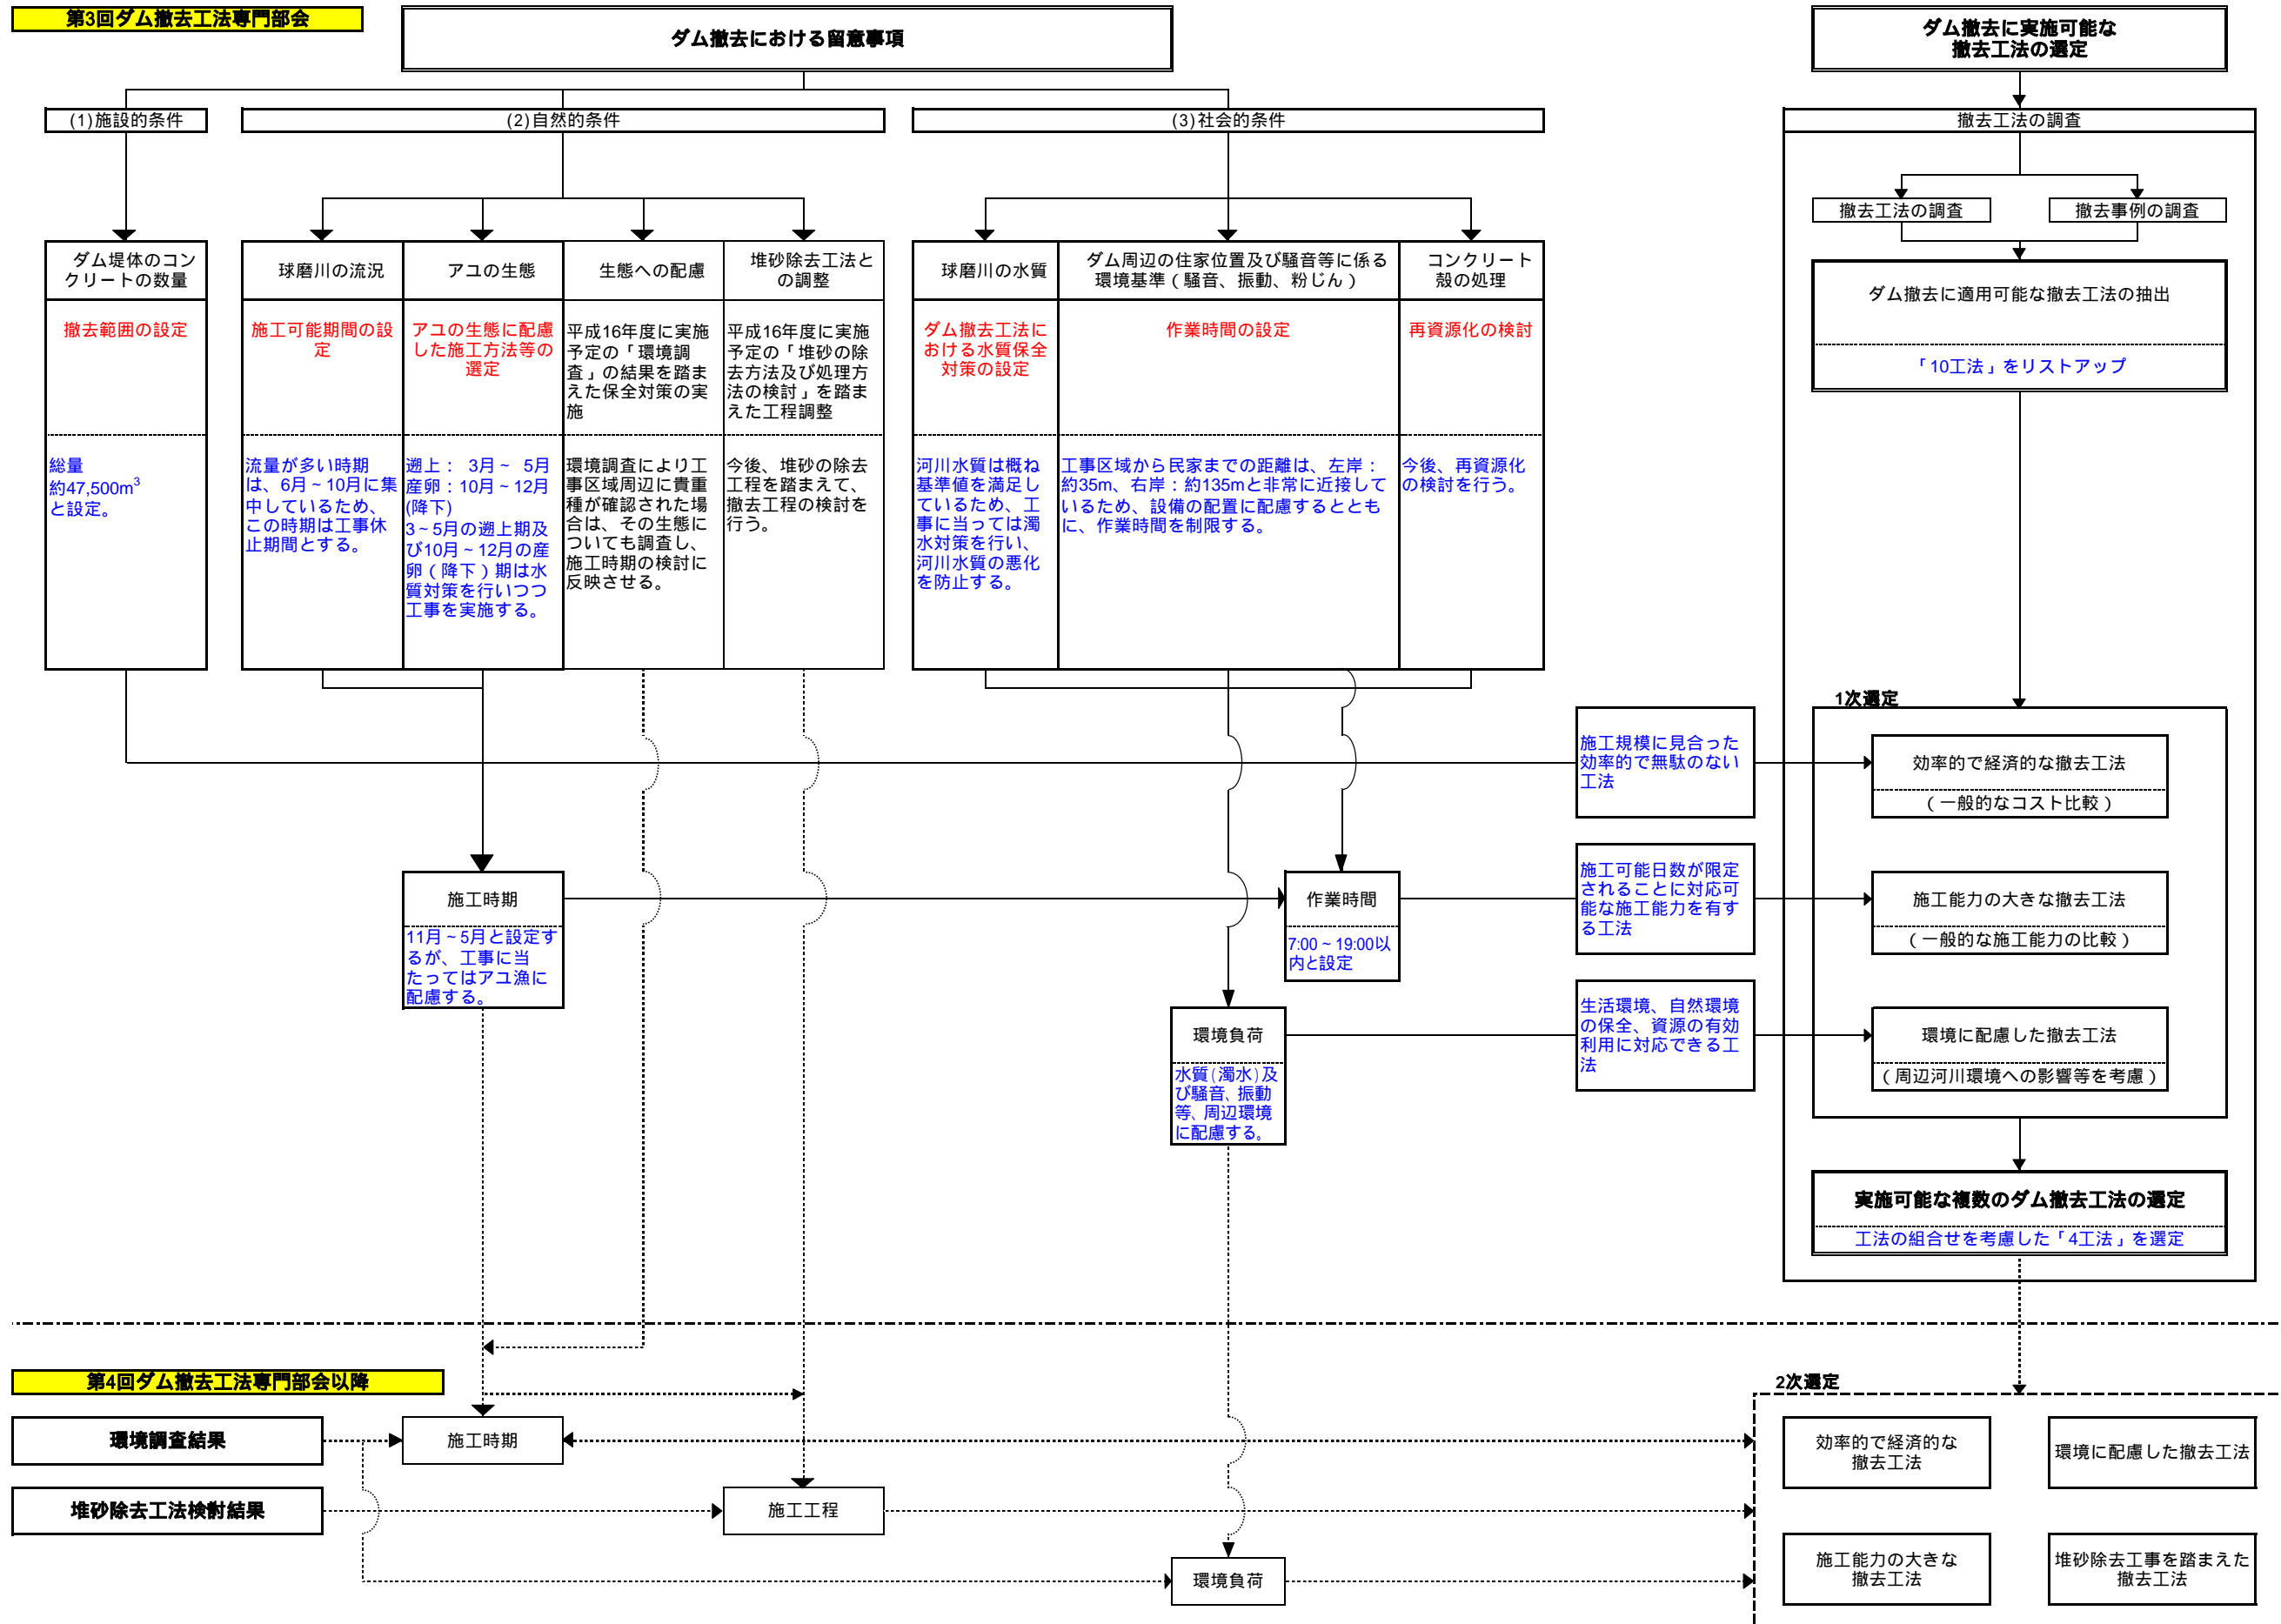 第3回ダム撤去工法専門部会
ダム撤去における留意事項
ダム撤去に実施可能な
撤去工法の選定
(1)施設的条件
(2)自然的条件
(3)社会的条件
撤去工法の調査
撤去工法の調査
撤去事例の調査
ダム堤体のコン
クリートの数量
撤去範囲の設定
総量
約47,500m³
と設定。
球磨川の流況
施工可能期間の設
定
流量が多い時期
は、6月~10月に集
中しているため、
この時期は工事休
止期間とする。
アユの生態
アユの生態に配慮
した施工方法等の
選定
遡上: 3月~ 5月
産卵:10月~12月
(降下)
3~5月の遡上期及
び10月~12月の産
卵(降下)期は水
質対策を行いつつ
工事を実施する。
生態への配慮
平成16年度に実施
予定の「環境調
査」の結果を踏ま
えた保全対策の実
施
環境調査により工
事区域周辺に貴重
種が確認された場
合は、その生態に
ついても調査し、
施工時期の検討に
反映させる。
堆砂除去工法と
の調整
平成16年度に実施
予定の「堆砂の除
去方法及び処理方
法の検討」を踏ま
えた工程調整
今後、堆砂の除去
工程を踏まえて、
撤去工程の検討を
行う。
球磨川の水質
ダム撤去工法に
おける水質保全
対策の設定
河川水質は概ね
基準値を満足し
ているため、工
事に当っては濁
水対策を行い、
河川水質の悪化
を防止する。
ダム周辺の住家位置及び騒音等に係る
環境基準(騒音、振動、粉じん)
作業時間の設定
工事区域から民家までの距離は、左岸:
約35m、右岸:約135mと非常に近接して
いるため、設備の配置に配慮するととも
に、作業時間を制限する。
コンクリート
殻の処理
再資源化の検討
今後、再資源化
の検討を行う。
ダム撤去に適用可能な撤去工法の抽出
「10工法」をリストアップ
1次選定
施工規模に見合った
効率的で無駄のない
工法
効率的で経済的な撤去工法
(一般的なコスト比較)
施工時期
11月~5月と設定す
るが、工事に当
たってはアユ漁に
配慮する。
作業時間
7:00~19:00以
内と設定
施工可能日数が限定
されることに対応可
能な施工能力を有す
る工法
施工能力の大きな撤去工法
(一般的な施工能力の比較)
環境負荷
水質(濁水)及
び騒音、振動
等、周辺環境
に配慮する。
生活環境、自然環境
の保全、資源の有効
利用に対応できる工
法
環境に配慮した撤去工法
(周辺河川環境への影響等を考慮)
実施可能な複数のダム撤去工法の選定
工法の組合せを考慮した「4工法」を選定
第4回ダム撤去工法専門部会以降
2次選定
環境調査結果
施工時期
効率的で経済的な
撤去工法
環境に配慮した撤去工法
堆砂除去工法検討結果
施工工程
環境負荷
施工能力の大きな
撤去工法
堆砂除去工事を踏まえた
撤去工法